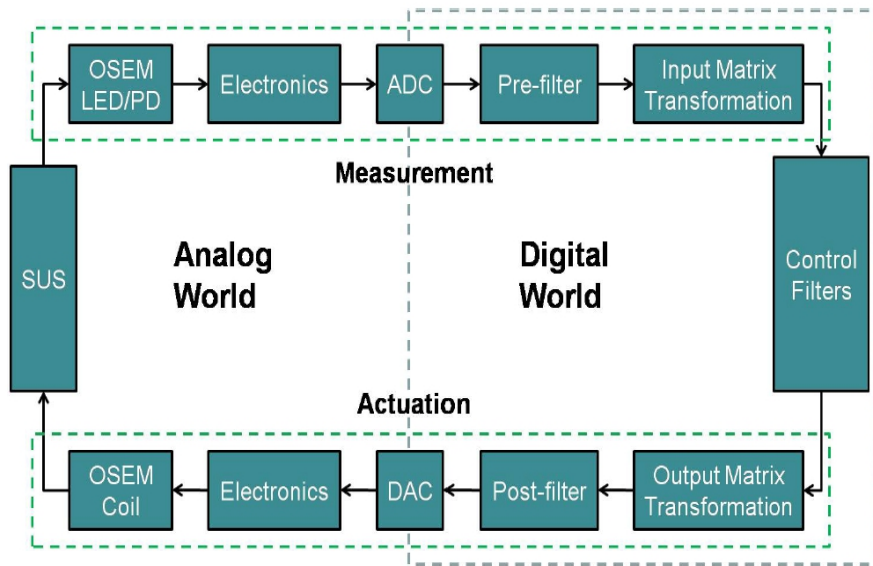 OSEM
LED/PD
Electronics
ADC
Pre-filter
Input Matrix
Transformation
Measurement
SUS
Analog
World
Digital
World
Control
Filters
Actuation
OSEM
Coil
Electronics
DAC
Post-filter
Output Matrix
Transformation